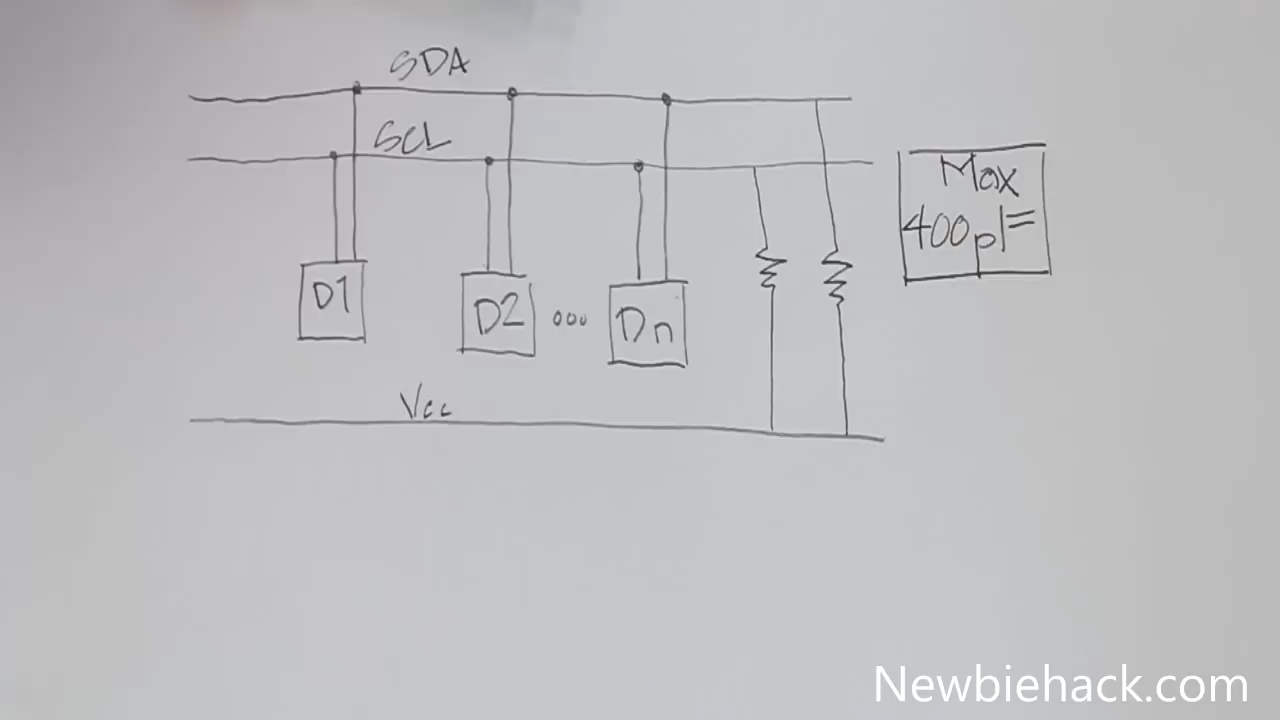 SDA
SCL
Max
400pF
D1
D2 ... Dn
Vcc
Newbiehack.com